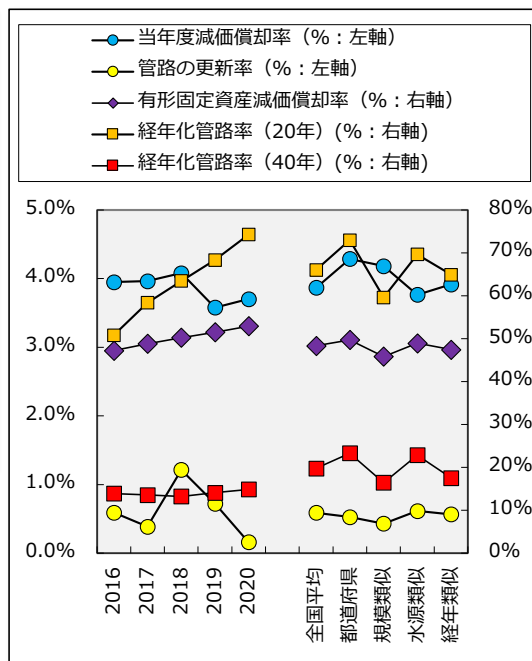 当年度減価償却率（%：左軸）
管路の更新率（%：左軸）
有形固定資産減価償却率（%：右軸）
経年化管路率（20年）(%：右軸)
経年化管路率（40年）(%：右軸)
5.0%
4.0%
3.0%
2.0%
1.0%
0.0%
80%
70%
60%
50%
40%
30%
20%
10%
0%
2016
2017
2018
2019
2020
全国平均
都道府県
規模類似
水源類似
経年類似